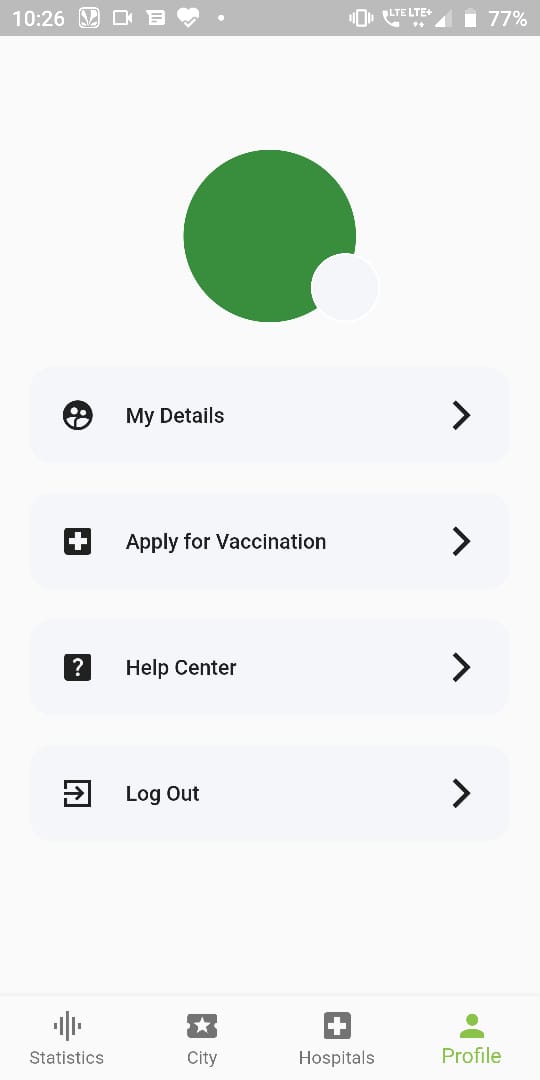 10:26
LTE LTE+
77%
My Details
Apply for Vaccination
Help Center
Log Out
Statistics
City
Hospitals
Profile